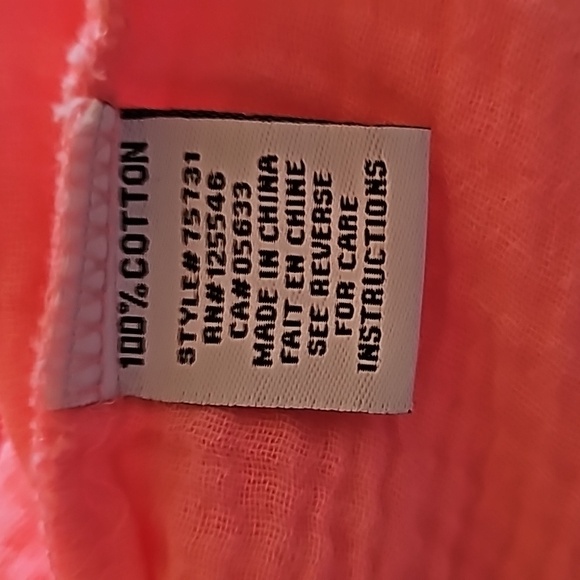 100% COTTON
STYLE# 75731
RN#125546
CA#05633
MADE IN CHINA
FAIT EN CHINE
SEE REVERSE
FOR CARE
INSTRUCTIONS